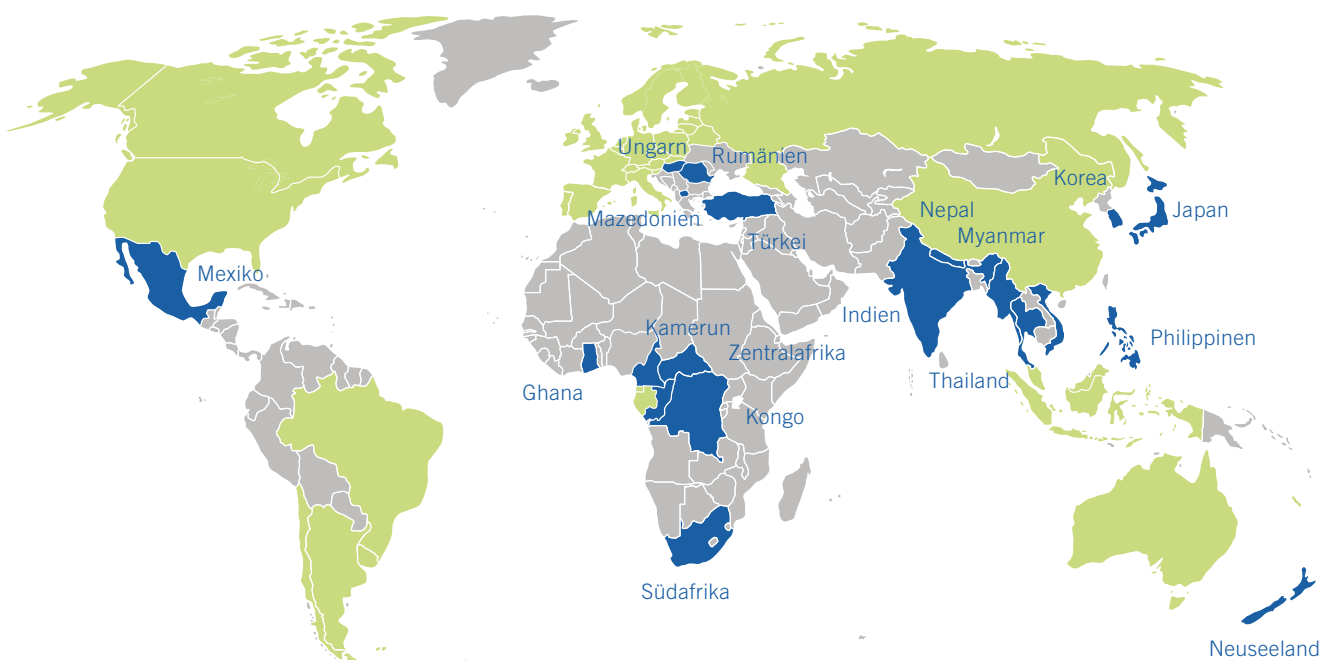 Ungarn
Rumänien
Korea
Mazedonien
Nepal
Japan
Myanmar
Türkei
Mexiko
Indien
Kamerun
Philippinen
Zentralafrika
Thailand
Ghana
Kongo
Südafrika
Neuseeland